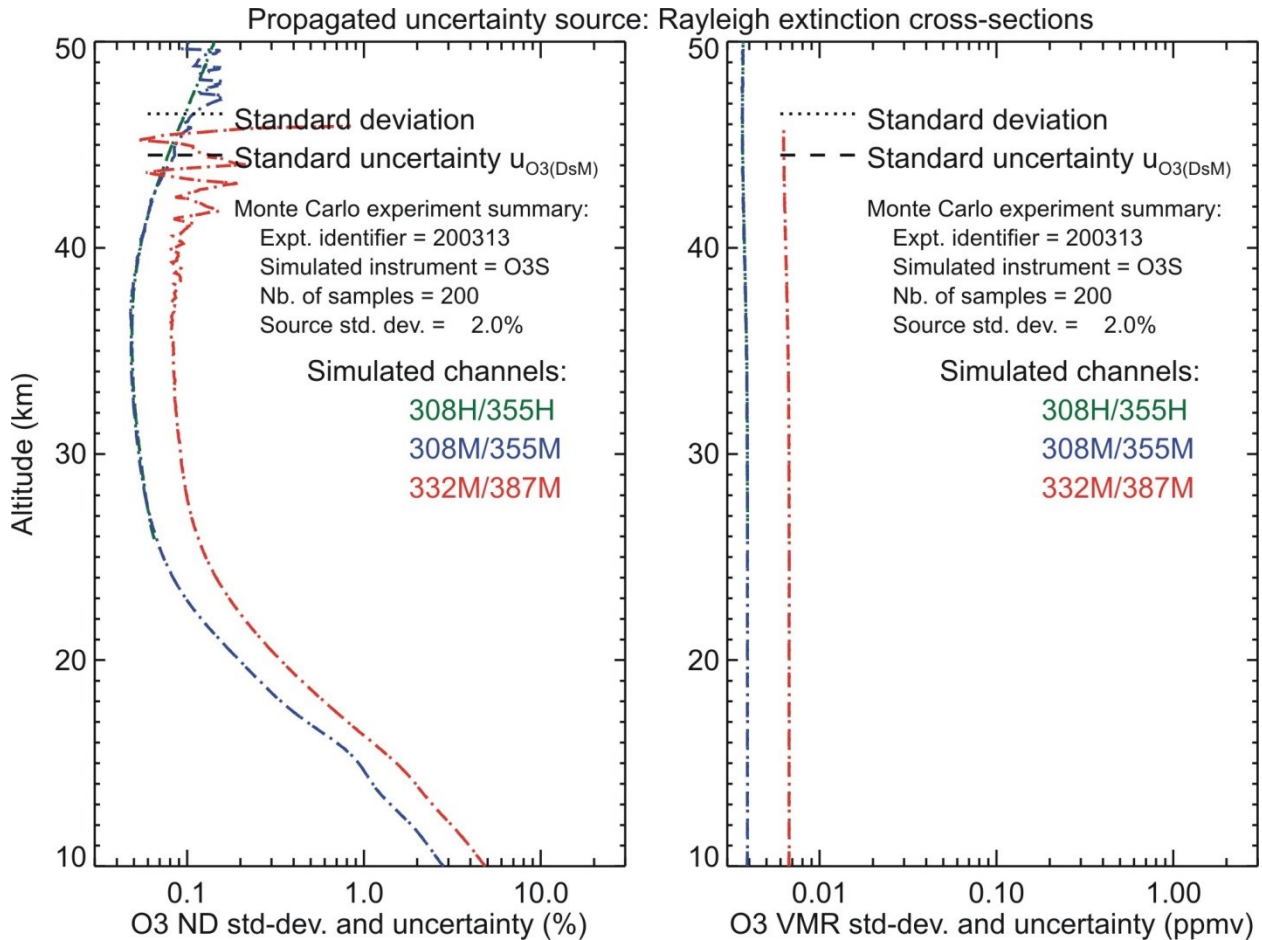 Propagated uncertainty source: Rayleigh extinction cross-sections
50
40
30
20
10
Altitude (km)
Standard deviation
Standard uncertainty uO3(DsM)
Monte Carlo experiment summary:
Expt. identifier = 200313
Simulated instrument = O3S
Nb. of samples = 200
Source std. dev. = 2.0%
Simulated channels:
308H/355H
308M/355M
332M/387M
0.1 1.0 10.0
O3 ND std-dev. and uncertainty (%)
50
40
30
20
10
Standard deviation
Standard uncertainty uO3(DsM)
Monte Carlo experiment summary:
Expt. identifier = 200313
Simulated instrument = O3S
Nb. of samples = 200
Source std. dev. = 2.0%
Simulated channels:
308H/355H
308M/355M
332M/387M
0.01 0.10 1.00
O3 VMR std-dev. and uncertainty (ppmv)